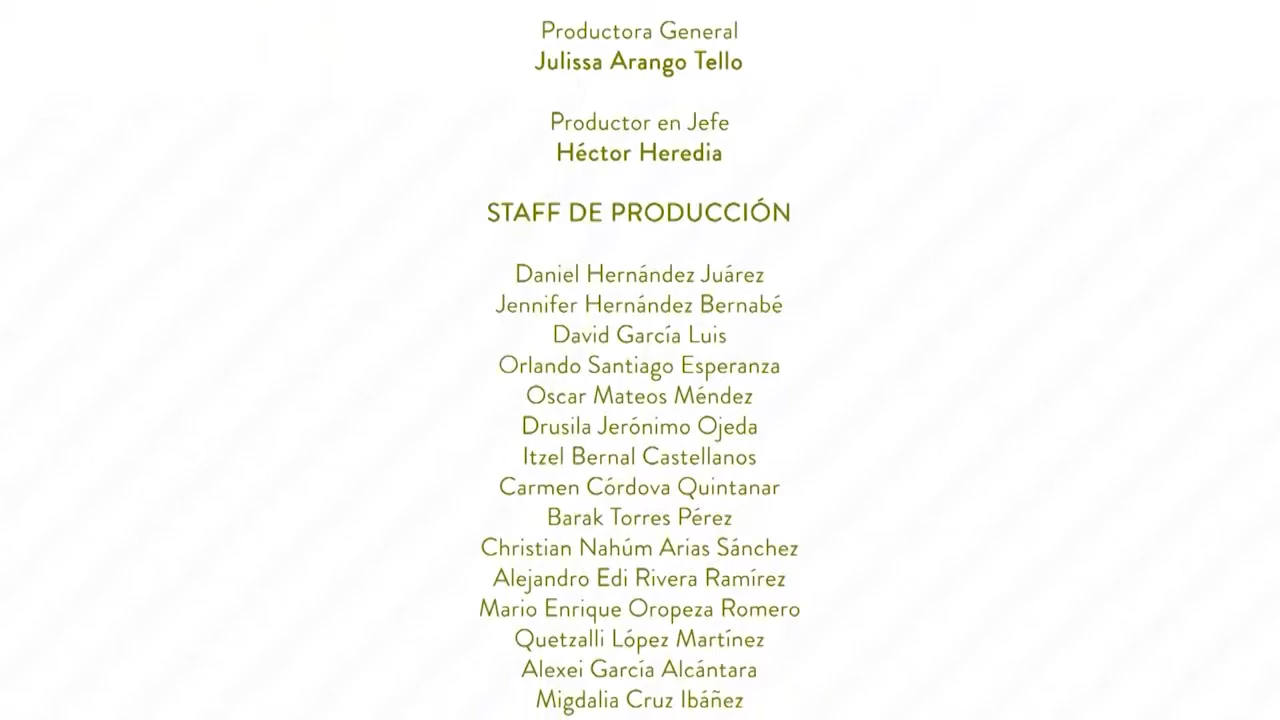 Productora General
Julissa Arango Tello
Productor en Jefe
Héctor Heredia
STAFF DE PRODUCCIÓN
Daniel Hernández Juárez
Jennifer Hernández Bernabé
David García Luis
Orlando Santiago Esperanza
Oscar Mateos Méndez
Drusila Jerónimo Ojeda
Itzel Bernal Castellanos
Carmen Córdova Quintanar
Barak Torres Pérez
Christian Nahúm Arias Sánchez
Alejandro Edi Rivera Ramírez
Mario Enrique Oropeza Romero
Quetzalli López Martínez
Alexei García Alcántara
Migdalia Cruz Ibáñez